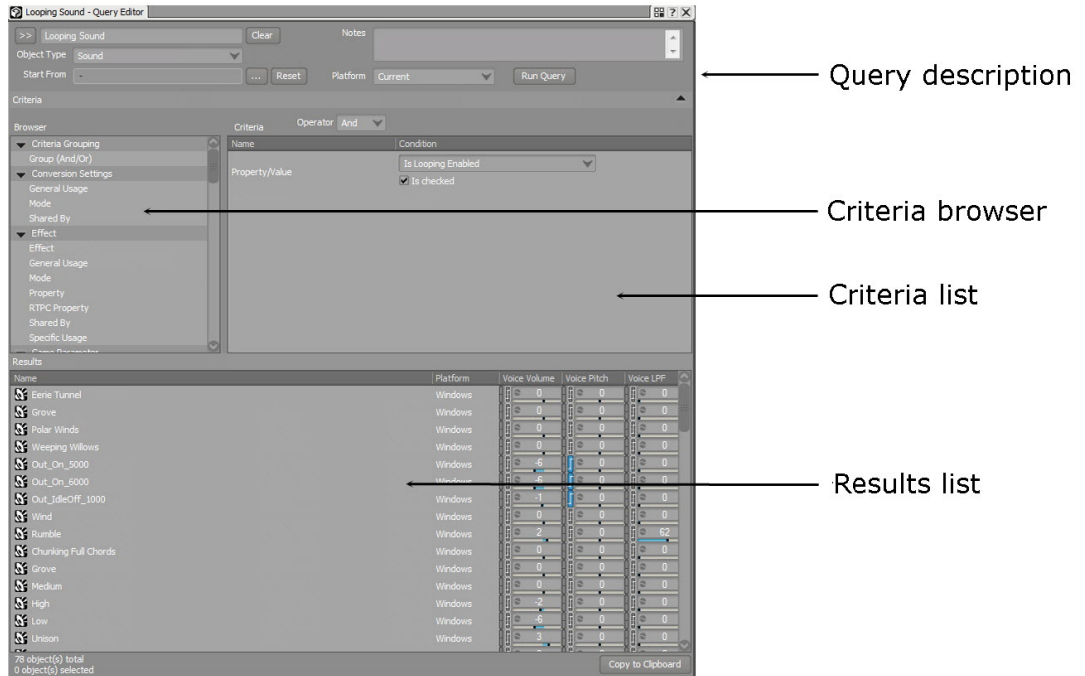 Looping Sound - Query Editor
>> Looping Sound Clear Notes
Object Type Sound
Start From - ... Reset Platform Current Run Query
Query description
Criteria
Browser Criteria Operator And
Criteria Grouping
Group (And/Or)
Conversion Settings
General Usage
Mode
Shared By
Effect
Effect
General Usage
Mode
Property
RTPC Property
Shared By
Specific Usage
Game Parameter
Name Condition
Property/Value Is Looping Enabled
Is checked
Criteria browser
Criteria list
Results
Name Platform Voice Volume Voice Pitch Voice LPF
Eerie Tunnel Windows 0 0 0
Grove Windows 0 0 0
Polar Winds Windows 0 0 0
Weeping Willows Windows 0 0 0
Out_On_5000 Windows -6 0 0
Out_On_6000 Windows -6 0 0
Out_IdleOff_1000 Windows -1 0 0
Wind Windows 0 0 0
Rumble Windows 2 0 62
Chunking Full Chords Windows 0 0 0
Grove Windows 0 0 0
Medium Windows 0 0 0
High Windows -2 0 0
Low Windows -6 0 0
Unison Windows 3 0 0
Results list
78 object(s) total
0 object(s) selected
Copy to Clipboard